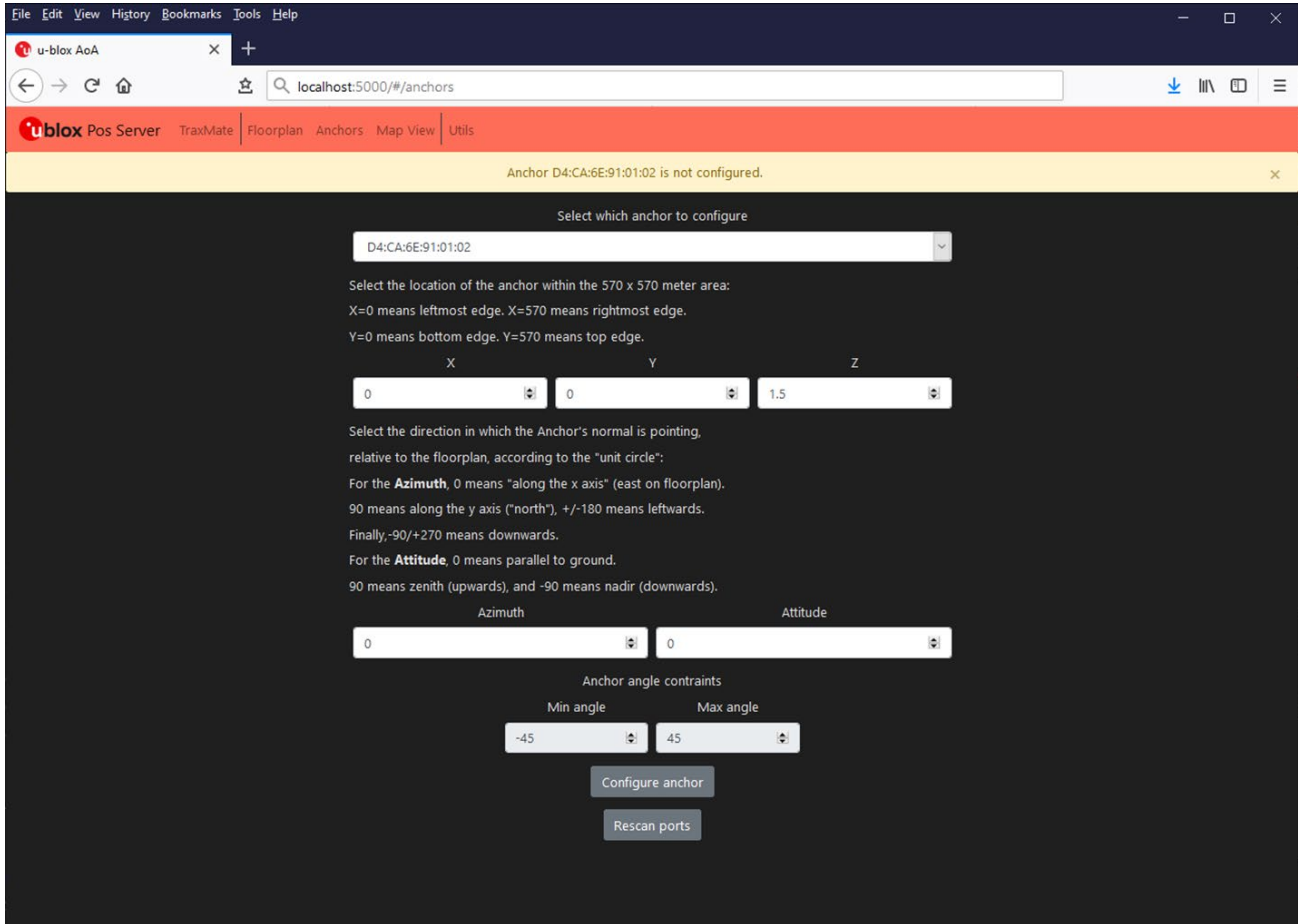 File Edit View History Bookmarks Tools Help
u-blox AoA
localhost:5000/#/anchors
ublox Pos Server TraxMate Floorplan Anchors Map View Utils
Anchor D4:CA:6E:91:01:02 is not configured.
Select which anchor to configure
D4:CA:6E:91:01:02
Select the location of the anchor within the 570 x 570 meter area:
X=0 means leftmost edge. X=570 means rightmost edge.
Y=0 means bottom edge. Y=570 means top edge.
X Y Z
0 0 1.5
Select the direction in which the Anchor's normal is pointing,
relative to the floorplan, according to the "unit circle":
For the Azimuth, 0 means "along the x axis" (east on floorplan).
90 means along the y axis ("north"), +/-180 means leftwards.
Finally,-90/+270 means downwards.
For the Attitude, 0 means parallel to ground.
90 means zenith (upwards), and -90 means nadir (downwards).
Azimuth Attitude
0 0
Anchor angle contraints
Min angle Max angle
-45 45
Configure anchor
Rescan ports